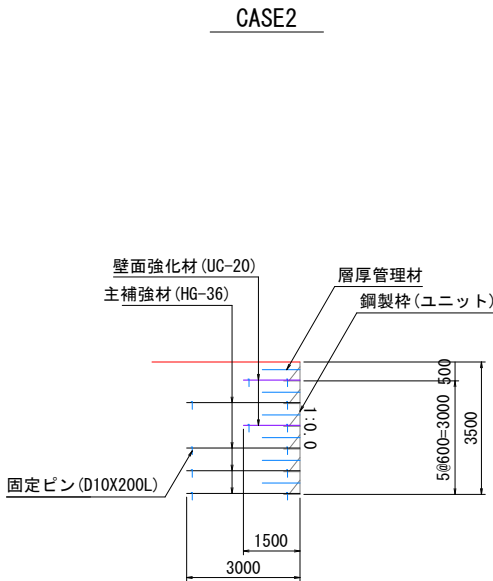 CASE2
壁面強化材(UC-20)
層厚管理材
主補強材(HG-36)
鋼製枠(ユニット)
500
1:0.0
5@600=3000
3500
固定ピン(D10X200L)
1500
3000